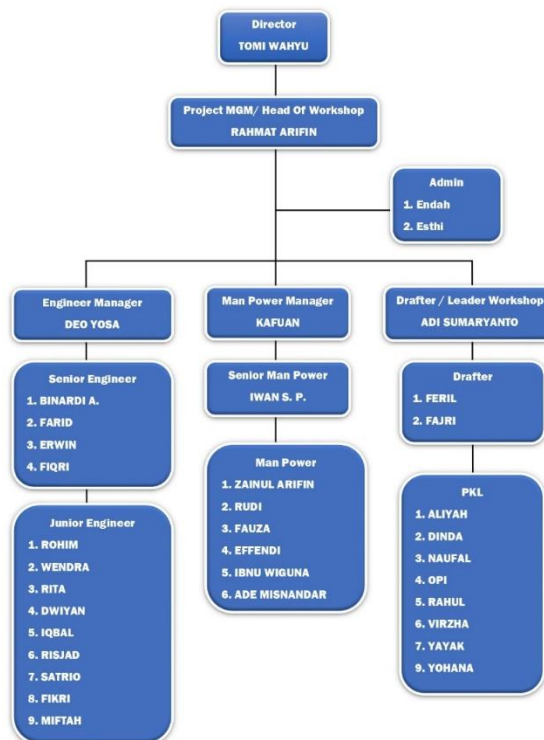 Director
TOMI WAHYU
Project MGM/ Head Of Workshop
RAHMAT ARIFIN
Admin
1. Endah
2. Esthi
Engineer Manager
DEO YOSA
Senior Engineer
1. BINARDI A.
2. FARID
3. ERWIN
4. FIQRI
Junior Engineer
1. ROHIM
2. WENDRA
3. RITA
4. DWIYAN
5. IQBAL
6. RISJAD
7. SATRIO
8. FIKRI
9. MIFTAH
Man Power Manager
KAFUAN
Senior Man Power
IWAN S. P.
Man Power
1. ZAINUL ARIFIN
2. RUDI
3. FAUZA
4. EFFENDI
5. IBNU WIGUNA
6. ADE MISNANDAR
Drafter / Leader Workshop
ADI SUMARYANTO
Drafter
1. FERIL
2. FAJRI
PKL
1. ALIYAH
2. DINDA
3. NAUFAL
4. OPI
5. RAHUL
6. VIRZHA
7. YAYAK
9. YOHANA